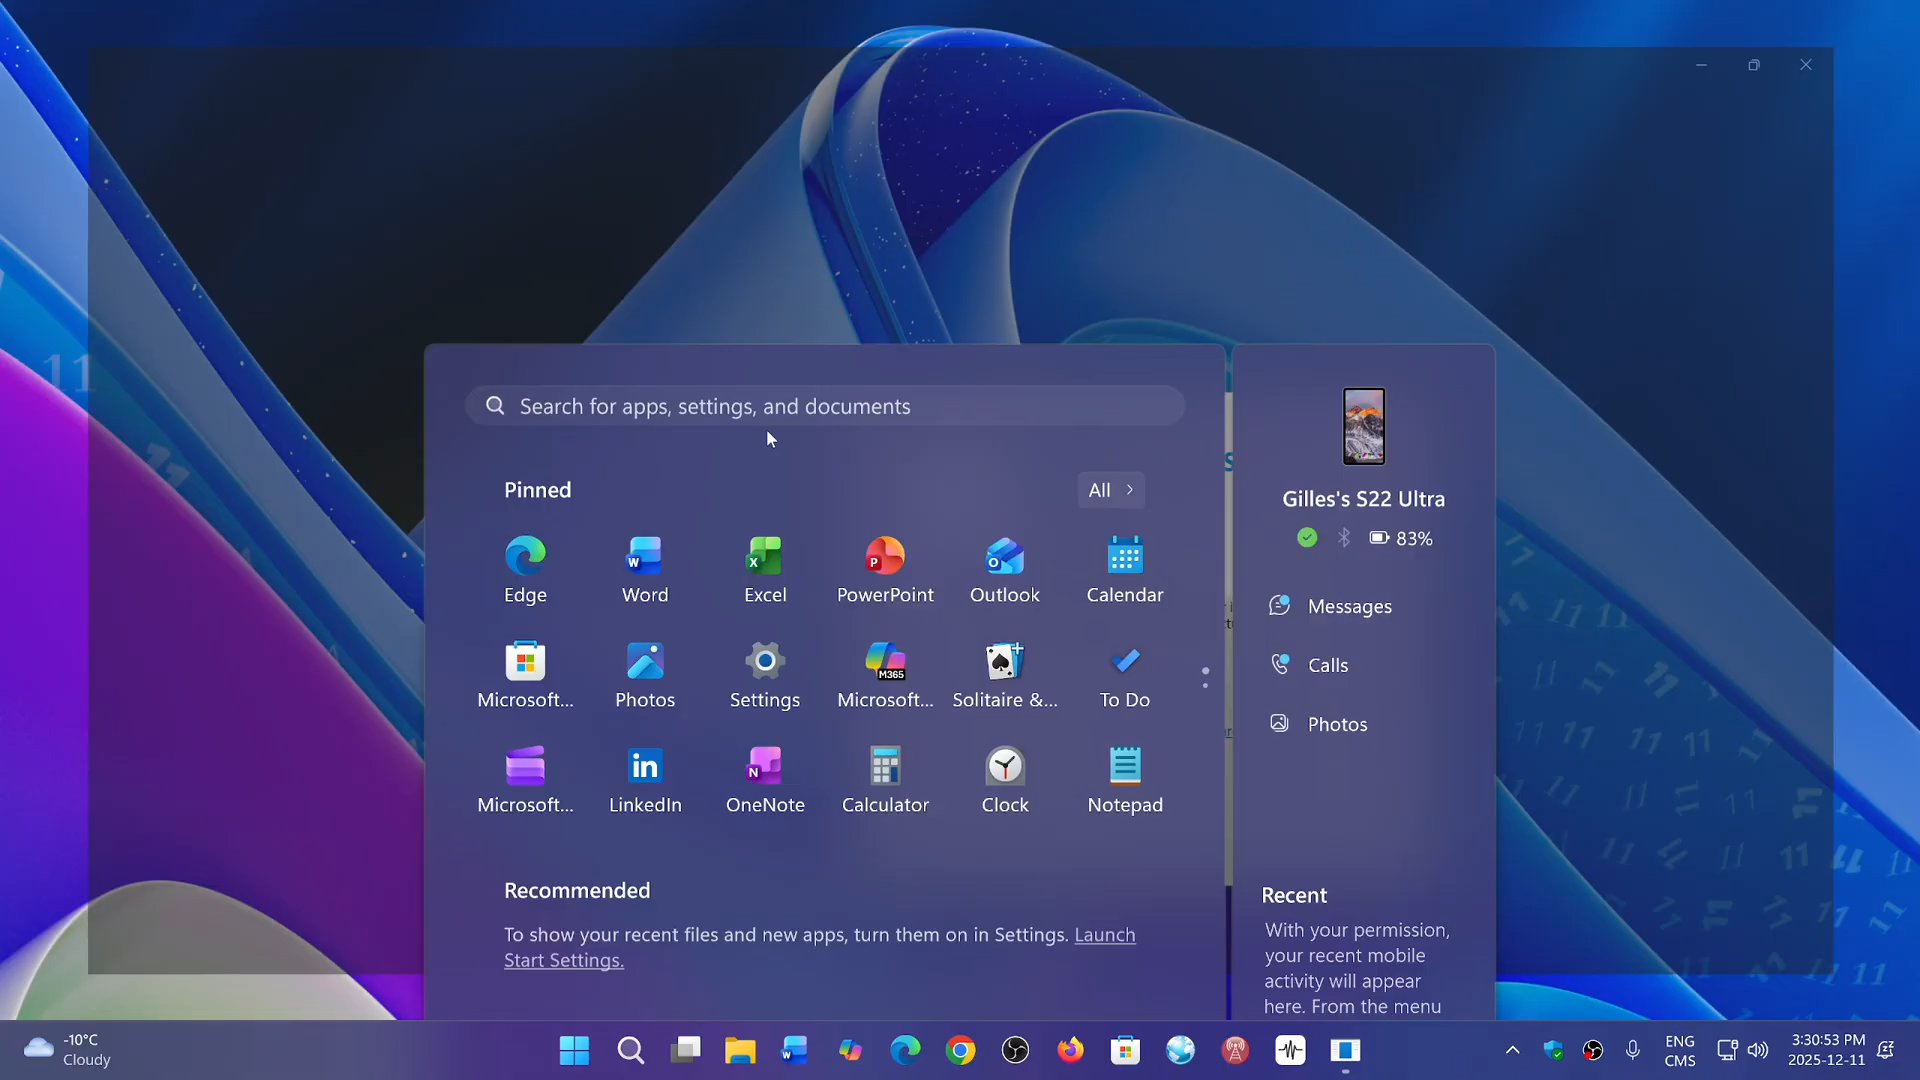 Search for apps, settings, and documents
Pinned
All
Edge
Word
Excel
PowerPoint
Outlook
Calendar
Microsoft...
Photos
Settings
Microsoft...
Solitaire &...
To Do
Microsoft...
LinkedIn
OneNote
Calculator
Clock
Notepad
Recommended
To show your recent files and new apps, turn them on in Settings. Launch
Start Settings.
Gilles's S22 Ultra
83%
Messages
Calls
Photos
Recent
With your permission,
your recent mobile
activity will appear
here. From the menu
-10°C
Cloudy
ENG
CMS
3:30:53 PM
2025-12-11